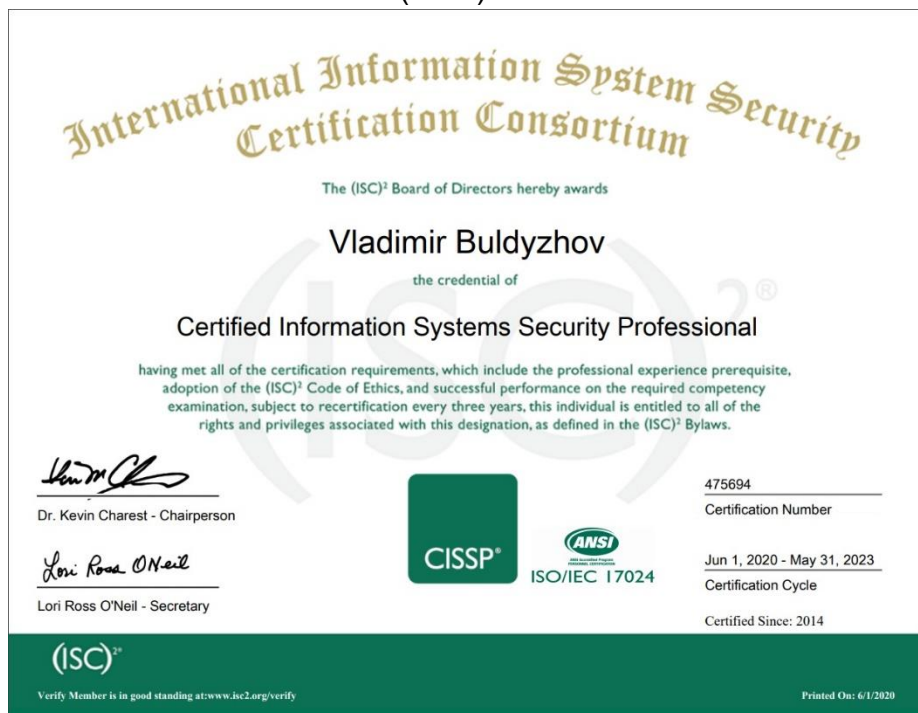 International Information System Security
Certification Consortium
The (ISC)² Board of Directors hereby awards
Vladimir Buldyzhov
the credential of
Certified Information Systems Security Professional
having met all of the certification requirements, which include the professional experience prerequisite,
adoption of the (ISC)² Code of Ethics, and successful performance on the required competency
examination, subject to recertification every three years, this individual is entitled to all of the
rights and privileges associated with this designation, as defined in the (ISC)² Bylaws.
Dr. Kevin Charest - Chairperson
Lori Ross O'Neil
Lori Ross O'Neil - Secretary
CISSP®
ANSI
ISO/IEC 17024
475694
Certification Number
Jun 1, 2020 - May 31, 2023
Certification Cycle
Certified Since: 2014
(ISC)²®
Verify Member is in good standing at:www.isc2.org/verify
Printed On: 6/1/2020